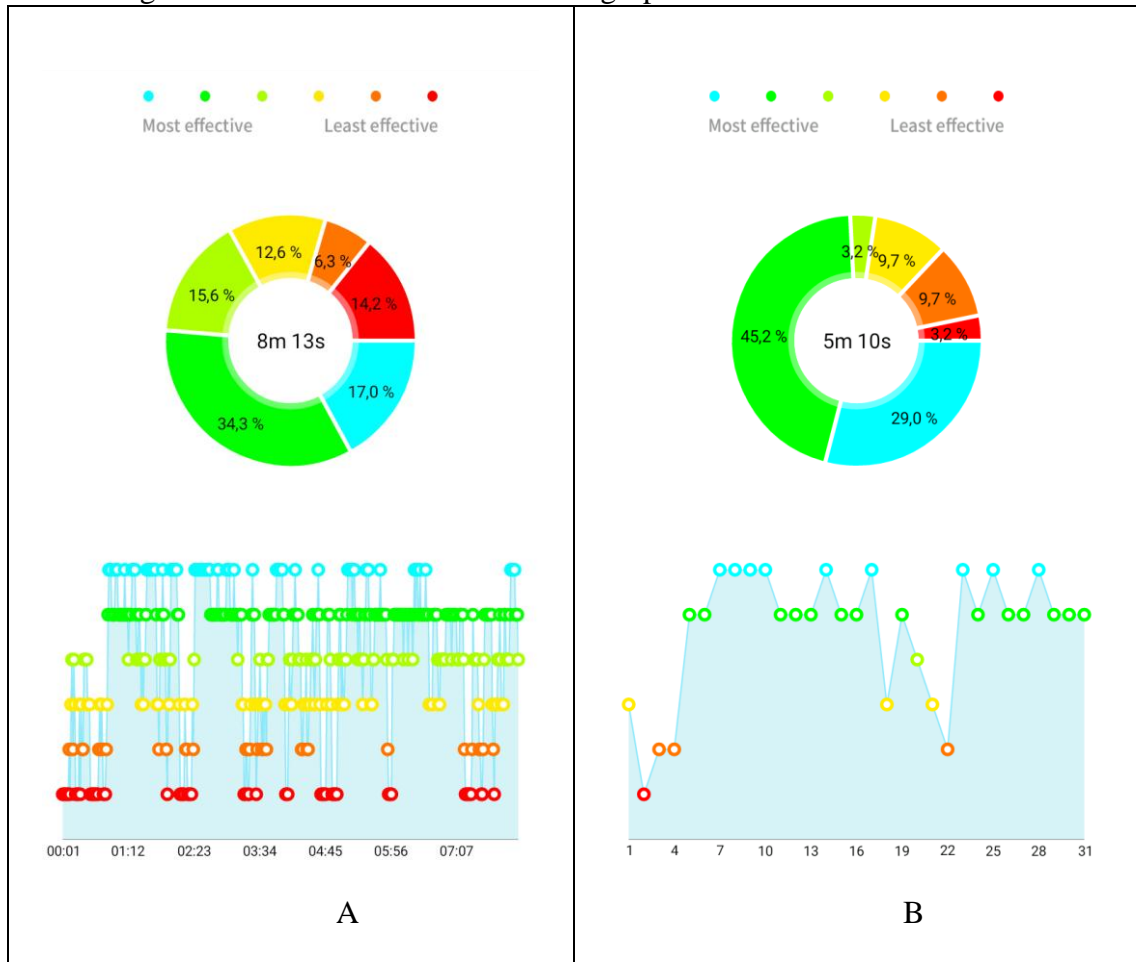 Most effective Least effective
12,6 %
6,3 %
15,6 %
14,2 %
8m 13s
17,0 %
34,3 %
00:01 01:12 02:23 03:34 04:45 05:56 07:07
A
Most effective Least effective
3,2 %
9,7 %
9,7 %
45,2 %
3,2 %
5m 10s
29,0 %
1 4 7 10 13 16 19 22 25 28 31
B